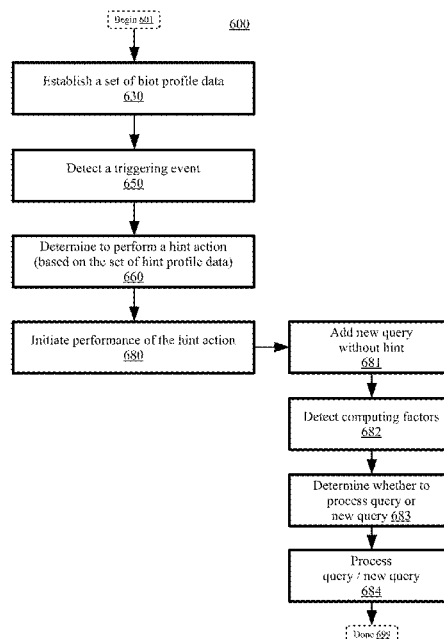 Begin 601
600
Establish a set of hint profile data
630
Detect a triggering event
650
Determine to perform a hint action
(based on the set of hint profile data)
660
Initiate performance of the hint action
680
Add new query
without hint
681
Detect computing factors
682
Determine whether to
process query or
new query 683
Process
query / new query
684
Done 699